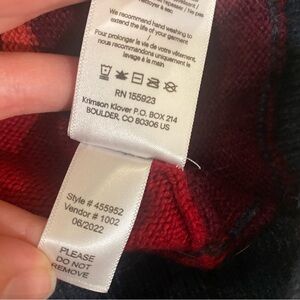 nettoyer à sec
We recommend hand washing to
extend the life of your garment
Pour prolonger la vie de votre vêtement,
nous recommandons uniquement le
lavage à la main
RN 155923
Krimson Klover P.O. BOX 214
BOULDER, CO 80306 US
Style # 455952
Vendor # 1002
06/2022
PLEASE
DO NOT
REMOVE